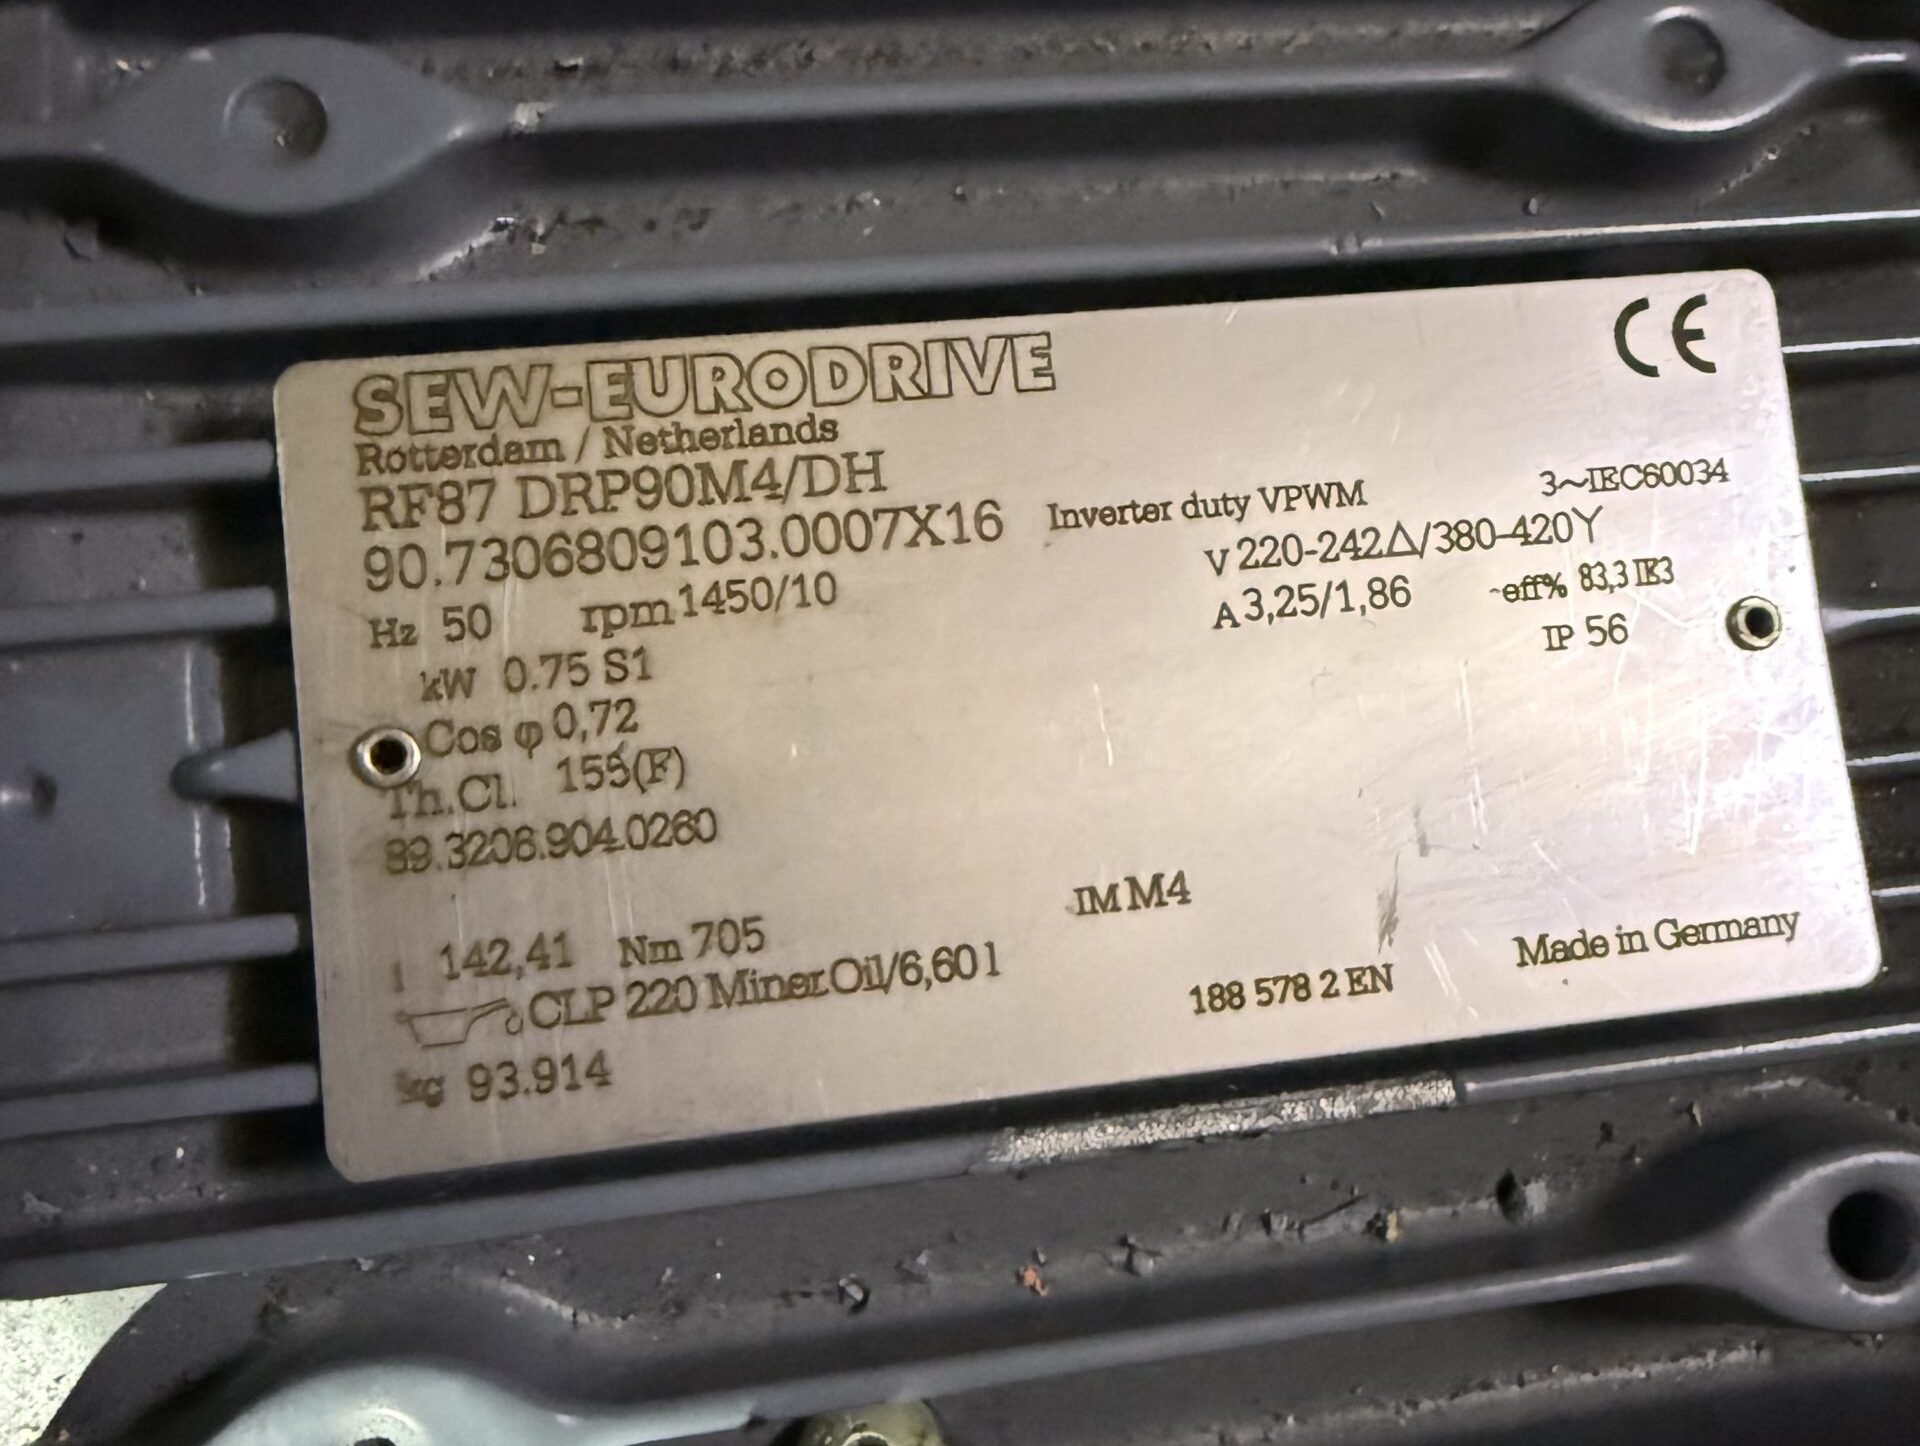 SEW-EURODRIVE
CE
Rotterdam / Netherlands
RF87 DRP90M4/DH
90.7306809103.0007X16 Inverter duty VPWM 3~IEC60034
Hz 50 rpm 1450/10 V 220-242Δ/380-420Y
kW 0.75 S1 A 3,25/1,86 eff% 83,3 IE3
Cos φ 0,72 IP 56
Th.Cl. 155(F)
89.3206.904.0260
i 142,41 Nm 705 IM M4
CLP 220 Miner.Oil/6,60 l
188 578 2 EN Made in Germany
kg 93.914